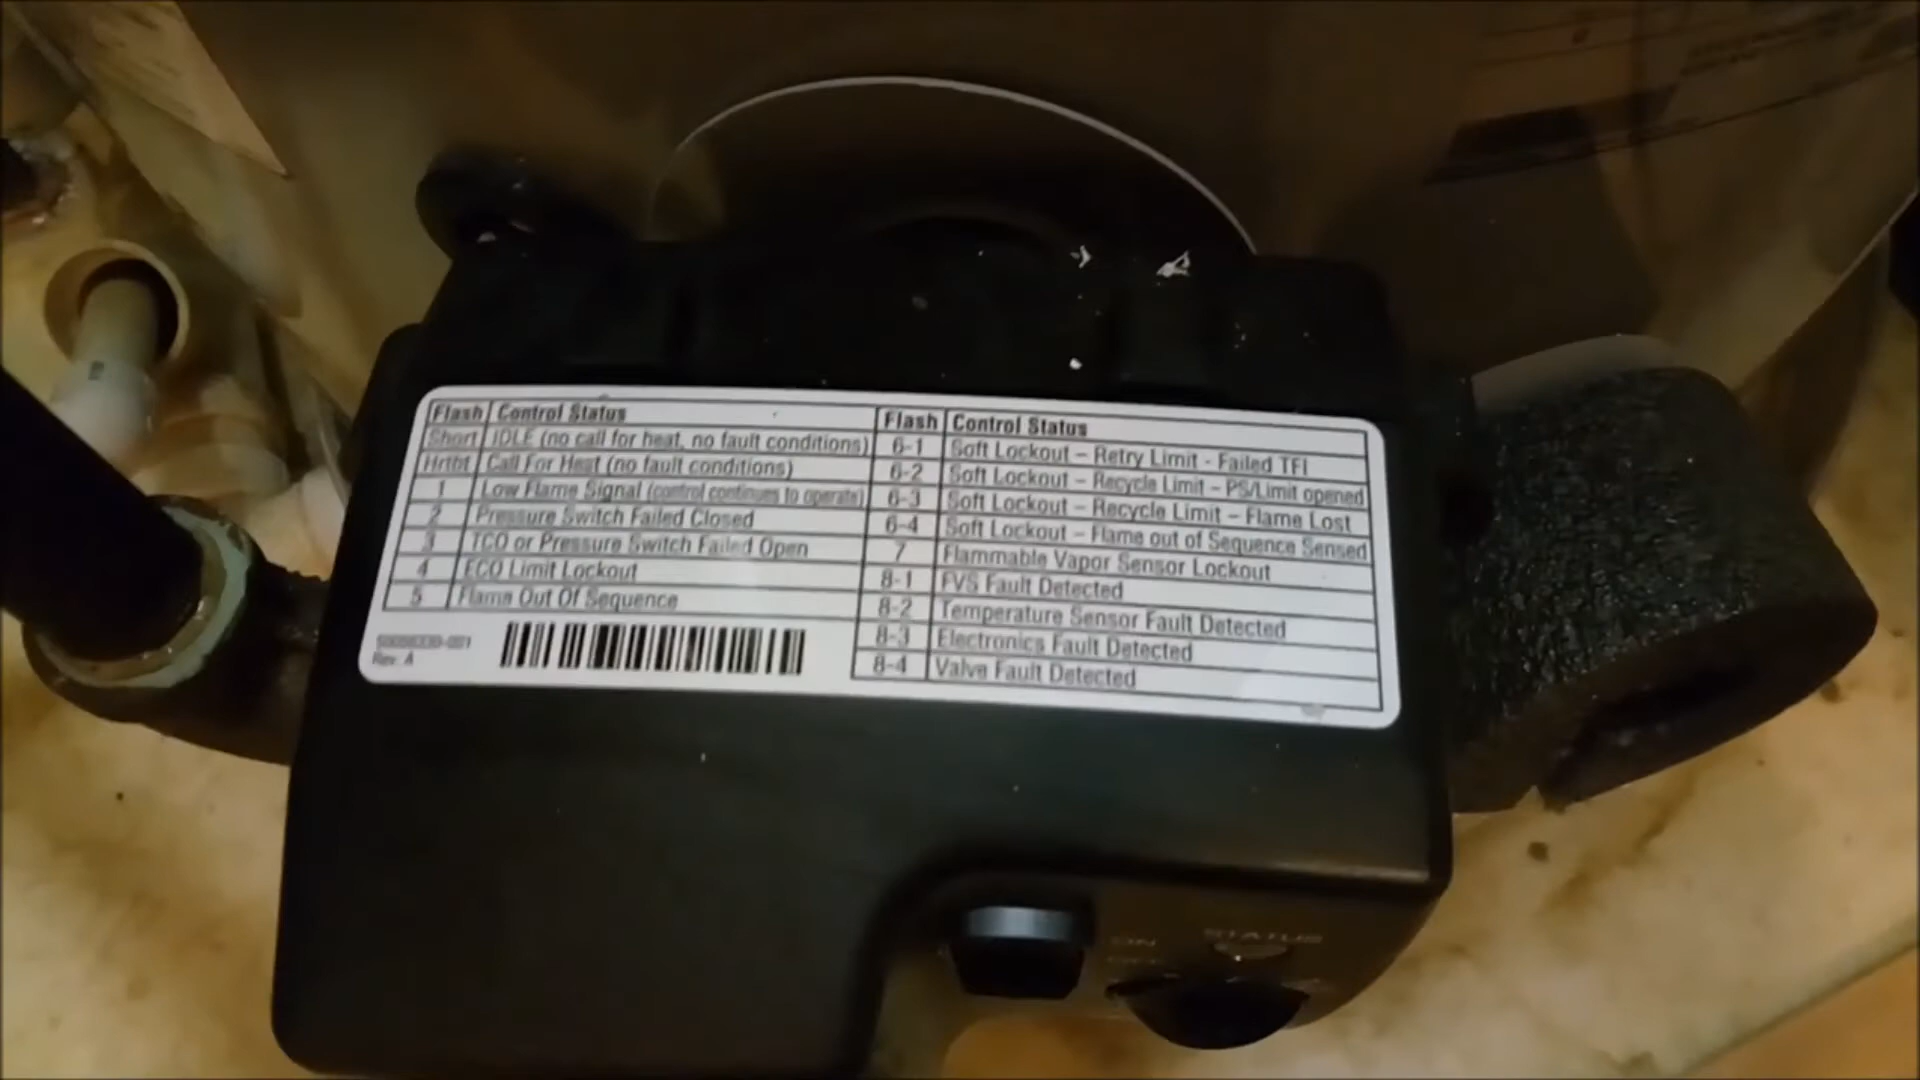 Flash Control Status
Short IDLE (no call for heat, no fault conditions)
Hrtbt Call For Heat (no fault conditions)
1 Low Flame Signal (control continues to operate)
2 Pressure Switch Failed Closed
3 TCO or Pressure Switch Failed Open
4 ECO Limit Lockout
5 Flame Out Of Sequence
Rev. A
Flash Control Status
6-1 Soft Lockout – Retry Limit - Failed TFI
6-2 Soft Lockout – Recycle Limit – PS/Limit opened
6-3 Soft Lockout – Recycle Limit – Flame Lost
6-4 Soft Lockout – Flame out of Sequence Sensed
7 Flammable Vapor Sensor Lockout
8-1 FVS Fault Detected
8-2 Temperature Sensor Fault Detected
8-3 Electronics Fault Detected
8-4 Valve Fault Detected
ON
STATUS